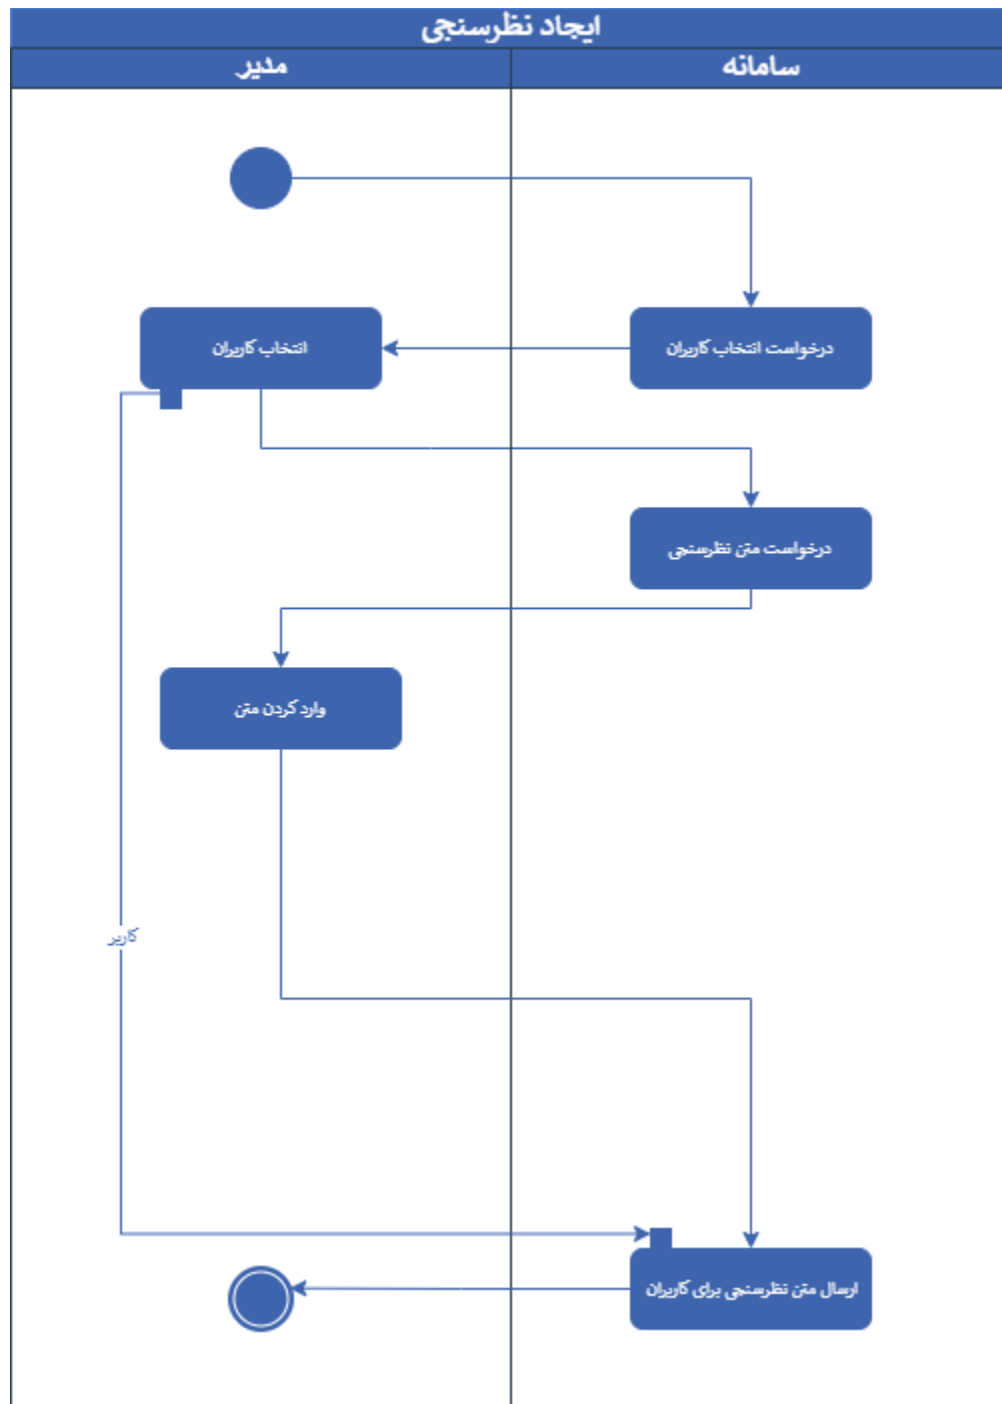 ایجاد نظرسنجی
سامانه
مدیر
درخواست انتخاب کاربران
انتخاب کاربران
درخواست متن نظرسنجی
وارد کردن متن
کاربر
ارسال متن نظرسنجی برای کاربران